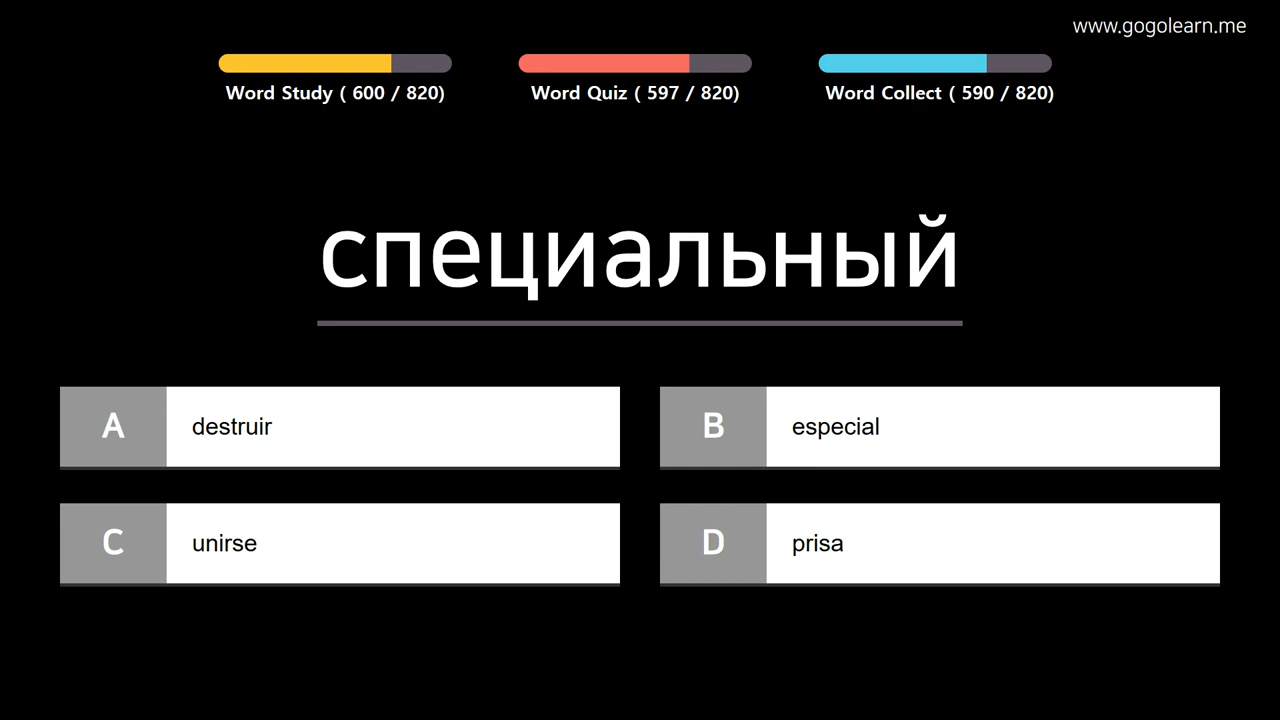 www.gogolearn.me
Word Study ( 600 / 820)
Word Quiz ( 597 / 820)
Word Collect ( 590 / 820)
специальный
A destruir
B especial
C unirse
D prisa